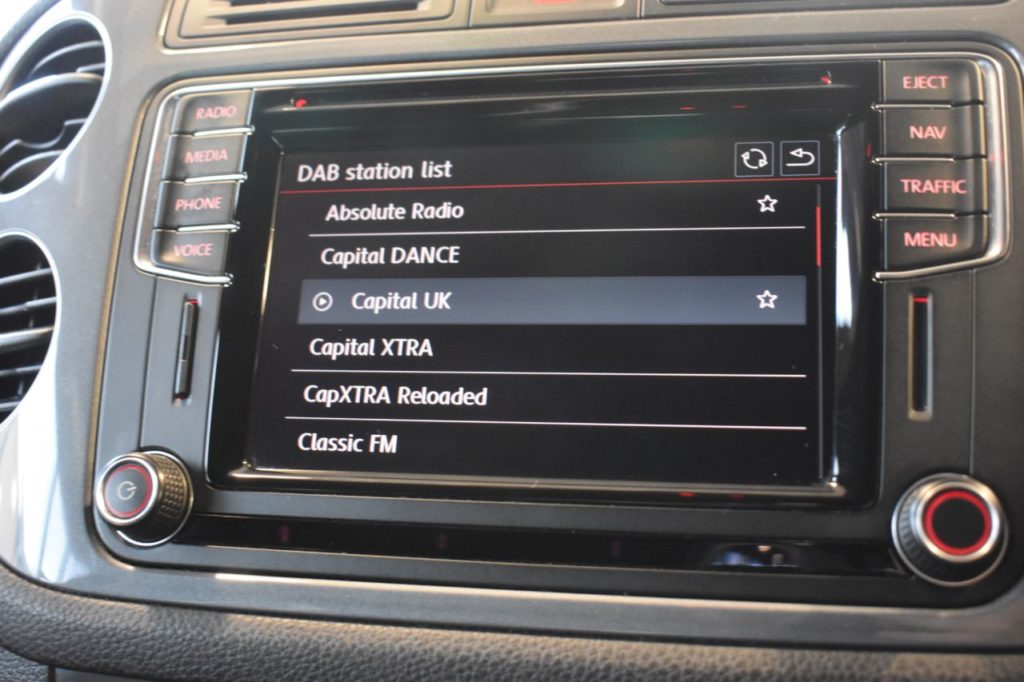 RADIO
MEDIA
PHONE
VOICE
DAB station list
Absolute Radio
Capital DANCE
Capital UK
Capital XTRA
CapXTRA Reloaded
Classic FM
EJECT
NAV
TRAFFIC
MENU